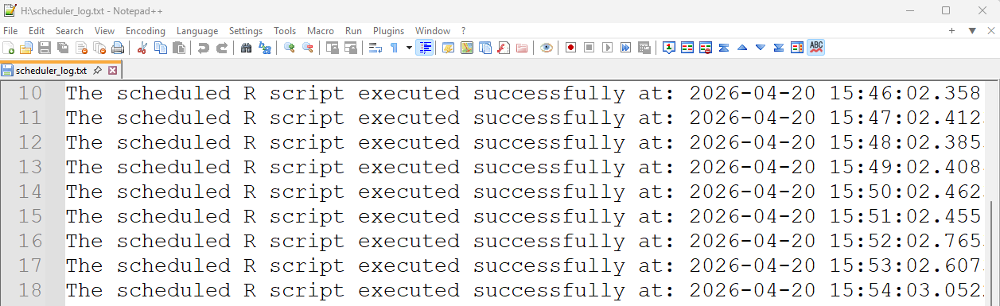 H:\scheduler_log.txt - Notepad++
File Edit Search View Encoding Language Settings Tools Macro Run Plugins Window ?
scheduler_log.txt
10 The scheduled R script executed successfully at: 2026-04-20 15:46:02.358
11 The scheduled R script executed successfully at: 2026-04-20 15:47:02.412
12 The scheduled R script executed successfully at: 2026-04-20 15:48:02.385
13 The scheduled R script executed successfully at: 2026-04-20 15:49:02.408
14 The scheduled R script executed successfully at: 2026-04-20 15:50:02.462
15 The scheduled R script executed successfully at: 2026-04-20 15:51:02.455
16 The scheduled R script executed successfully at: 2026-04-20 15:52:02.765
17 The scheduled R script executed successfully at: 2026-04-20 15:53:02.607
18 The scheduled R script executed successfully at: 2026-04-20 15:54:03.052